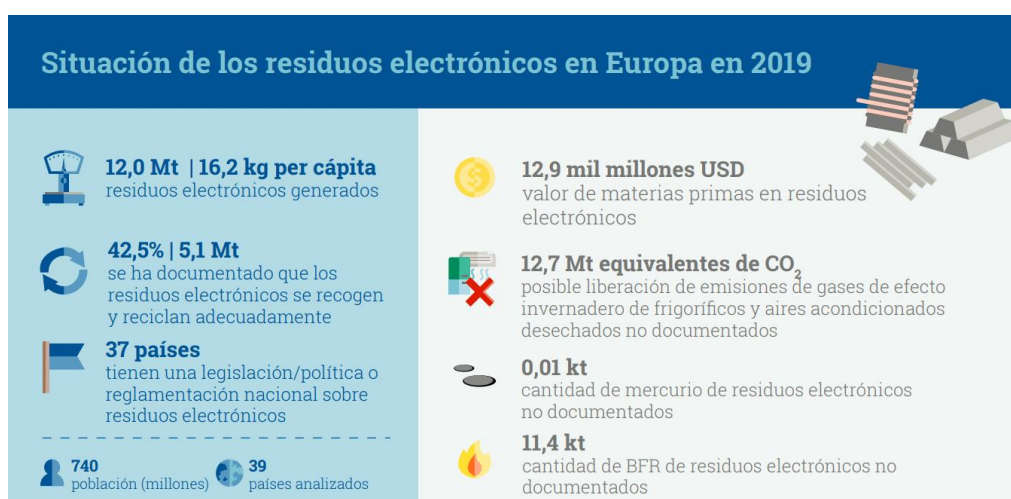 Situación de los residuos electrónicos en Europa en 2019
12,0 Mt | 16,2 kg per cápita
residuos electrónicos generados
42,5% | 5,1 Mt
se ha documentado que los
residuos electrónicos se recogen
y reciclan adecuadamente
37 países
tienen una legislación/política o
reglamentación nacional sobre
residuos electrónicos
740
población (millones)
39
países analizados
12,9 mil millones USD
valor de materias primas en residuos
electrónicos
12,7 Mt equivalentes de CO₂
posible liberación de emisiones de gases de efecto
invernadero de frigoríficos y aires acondicionados
desechados no documentados
0,01 kt
cantidad de mercurio de residuos electrónicos
no documentados
11,4 kt
cantidad de BFR de residuos electrónicos no
documentados